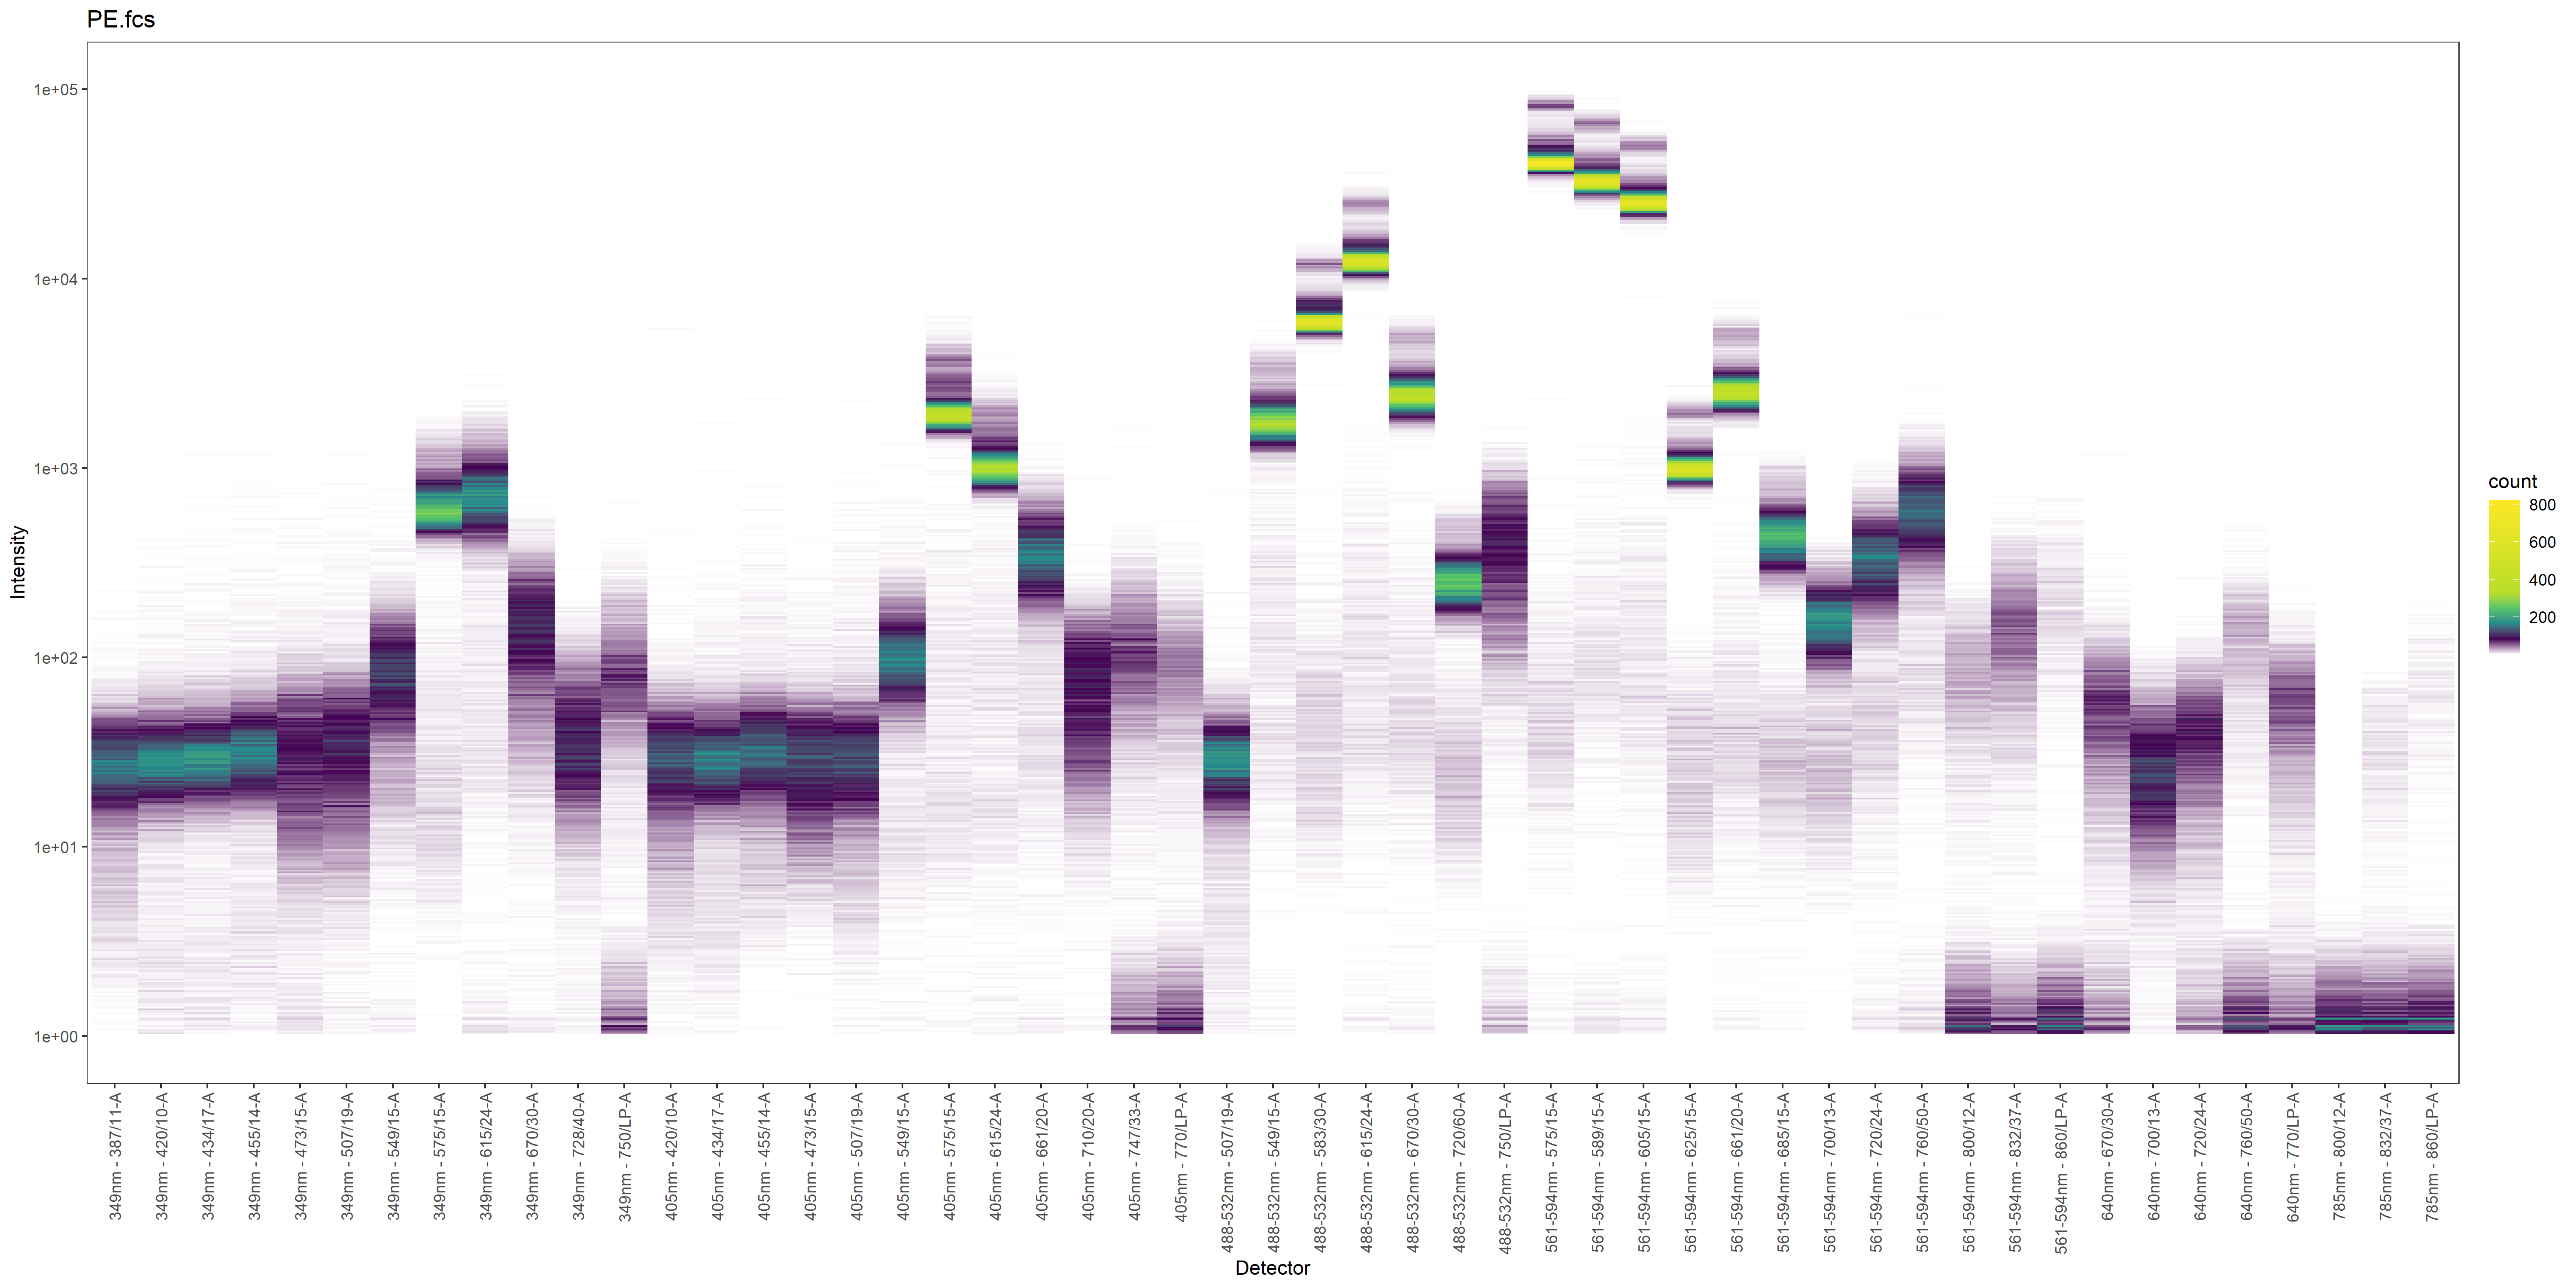 PE.fcs
1e+05
1e+04
1e+03
1e+02
1e+01
1e+00
Intensity
349nm - 387/11-A
349nm - 420/10-A
349nm - 434/17-A
349nm - 455/14-A
349nm - 473/15-A
349nm - 507/19-A
349nm - 549/15-A
349nm - 575/15-A
349nm - 615/24-A
349nm - 670/30-A
349nm - 728/40-A
349nm - 750/LP-A
405nm - 420/10-A
405nm - 434/17-A
405nm - 455/14-A
405nm - 473/15-A
405nm - 507/19-A
405nm - 549/15-A
405nm - 575/15-A
405nm - 615/24-A
405nm - 661/20-A
405nm - 710/20-A
405nm - 747/33-A
405nm - 770/LP-A
488-532nm - 507/19-A
488-532nm - 549/15-A
488-532nm - 583/30-A
488-532nm - 615/24-A
488-532nm - 670/30-A
488-532nm - 720/60-A
488-532nm - 750/LP-A
561-594nm - 575/15-A
561-594nm - 589/15-A
561-594nm - 605/15-A
561-594nm - 625/15-A
561-594nm - 661/20-A
561-594nm - 685/15-A
561-594nm - 700/13-A
561-594nm - 720/24-A
561-594nm - 760/50-A
561-594nm - 800/12-A
561-594nm - 832/37-A
561-594nm - 860/LP-A
640nm - 670/30-A
640nm - 700/13-A
640nm - 720/24-A
640nm - 760/50-A
640nm - 770/LP-A
785nm - 800/12-A
785nm - 832/37-A
785nm - 860/LP-A
Detector
count
800
600
400
200